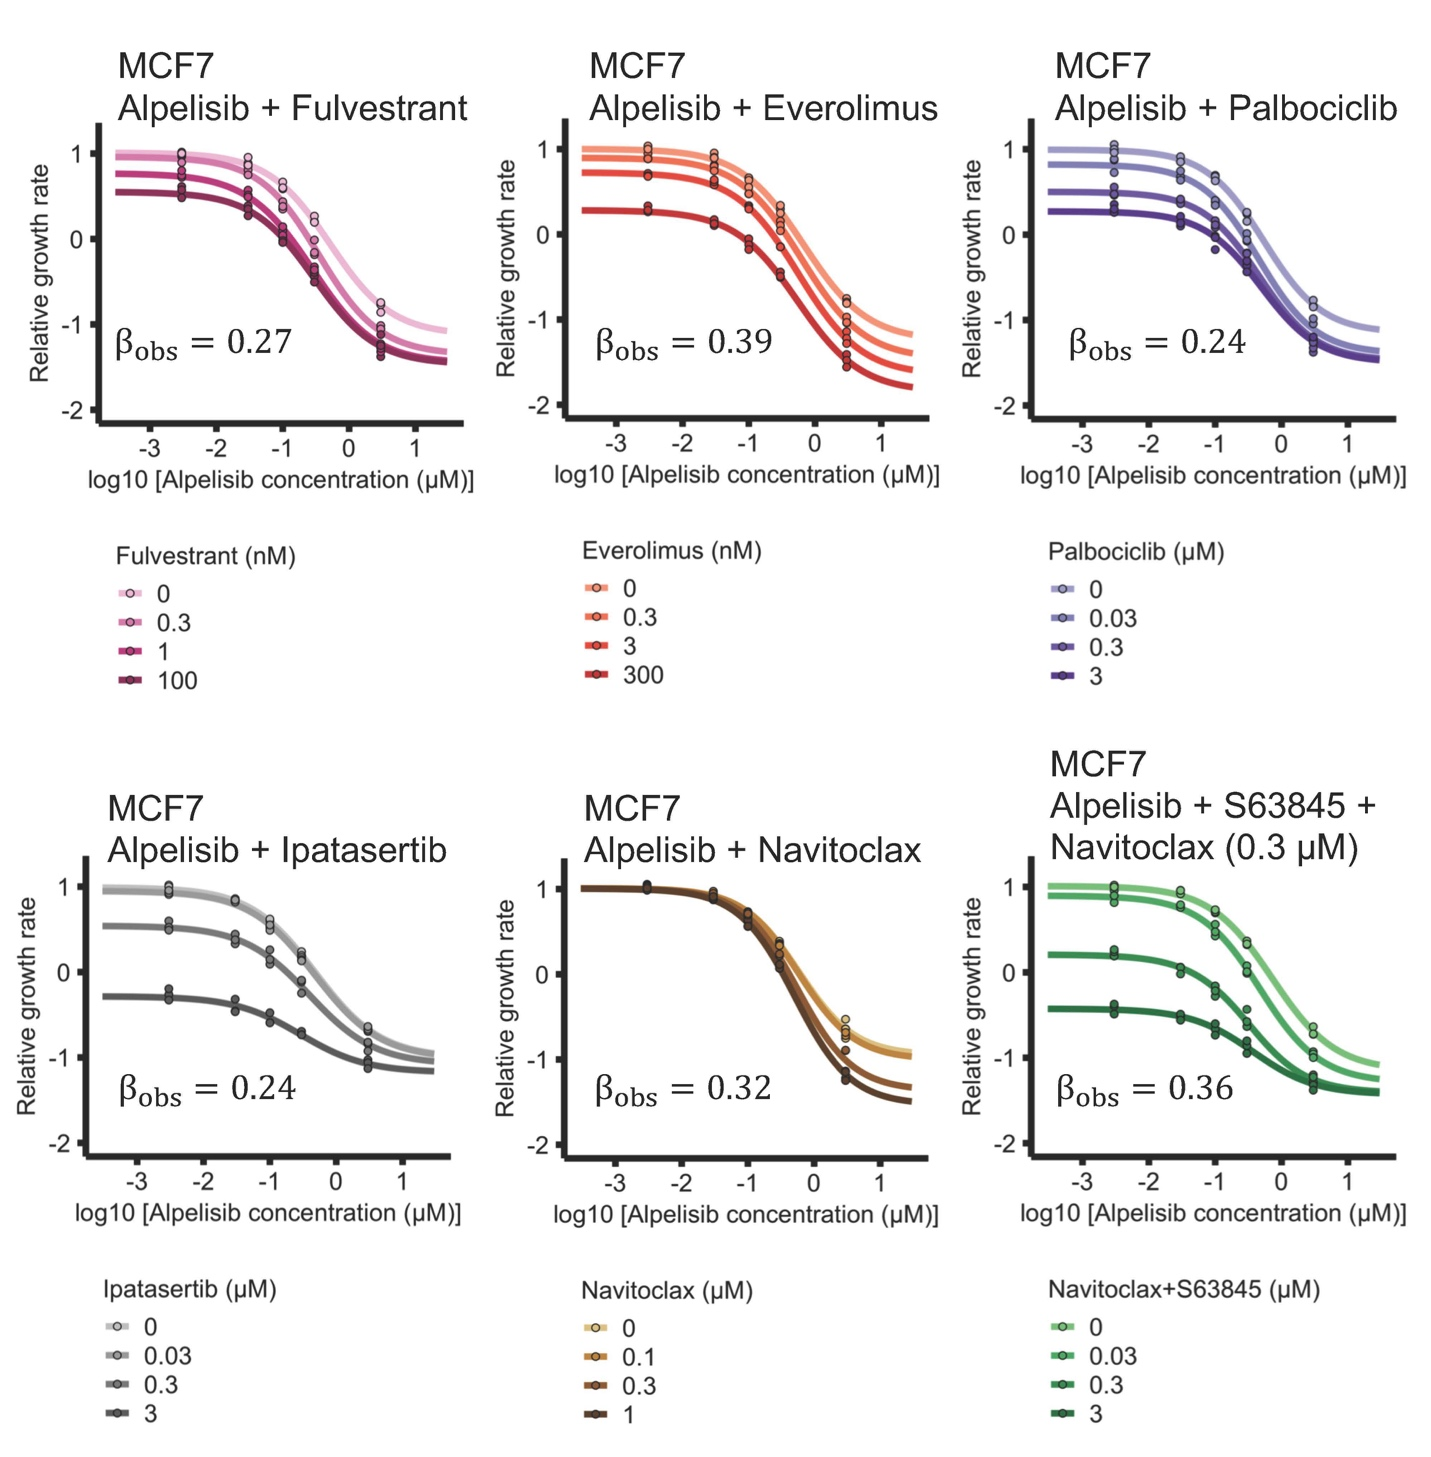 MCF7
Alpelisib + Fulvestrant
Relative growth rate
1
0
-1
-2
β_obs = 0.27
-3 -2 -1 0 1
log10 [Alpelisib concentration (µM)]
Fulvestrant (nM)
0
0.3
1
100
MCF7
Alpelisib + Everolimus
Relative growth rate
1
0
-1
-2
β_obs = 0.39
-3 -2 -1 0 1
log10 [Alpelisib concentration (µM)]
Everolimus (nM)
0
0.3
3
300
MCF7
Alpelisib + Palbociclib
Relative growth rate
1
0
-1
-2
β_obs = 0.24
-3 -2 -1 0 1
log10 [Alpelisib concentration (µM)]
Palbociclib (µM)
0
0.03
0.3
3
MCF7
Alpelisib + Ipatasertib
Relative growth rate
1
0
-1
-2
β_obs = 0.24
-3 -2 -1 0 1
log10 [Alpelisib concentration (µM)]
Ipatasertib (µM)
0
0.03
0.3
3
MCF7
Alpelisib + Navitoclax
Relative growth rate
1
0
-1
-2
β_obs = 0.32
-3 -2 -1 0 1
log10 [Alpelisib concentration (µM)]
Navitoclax (µM)
0
0.1
0.3
1
MCF7
Alpelisib + S63845 +
Navitoclax (0.3 µM)
Relative growth rate
1
0
-1
-2
β_obs = 0.36
-3 -2 -1 0 1
log10 [Alpelisib concentration (µM)]
Navitoclax+S63845 (µM)
0
0.03
0.3
3